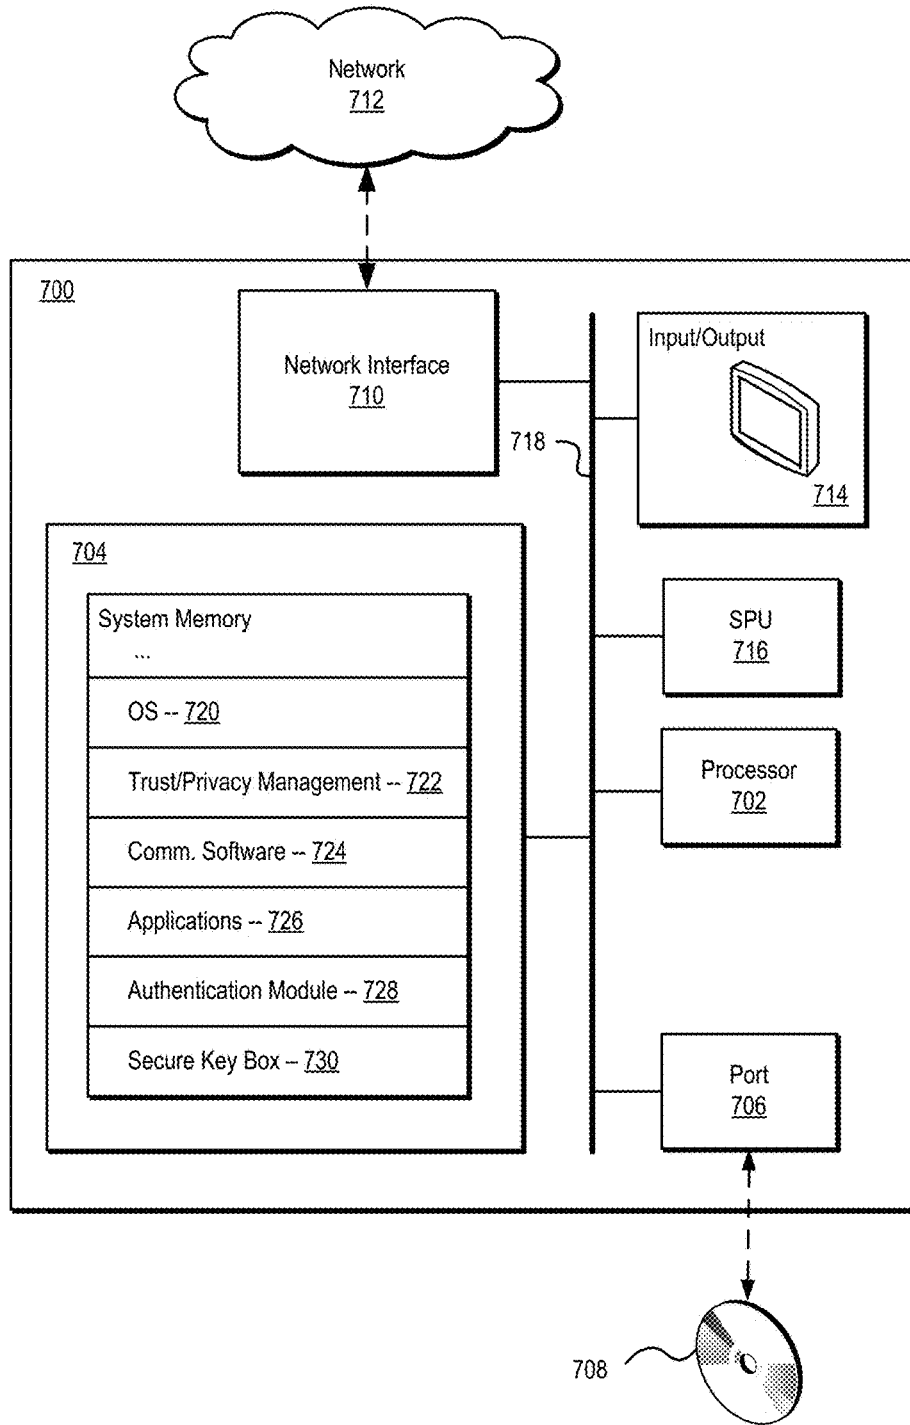 Network
712
700
Network Interface
710
Input/Output
714
718
704
System Memory
...
OS -- 720
Trust/Privacy Management -- 722
Comm. Software -- 724
Applications -- 726
Authentication Module -- 728
Secure Key Box -- 730
SPU
716
Processor
702
Port
706
708